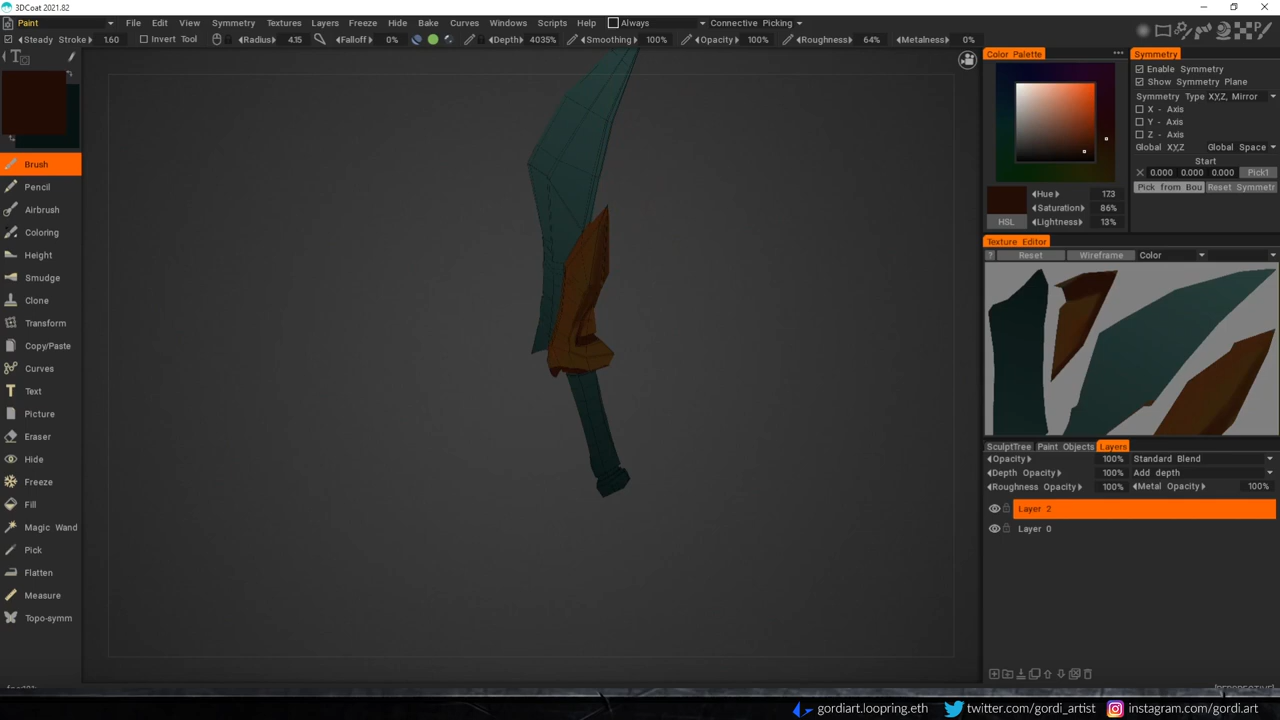 3DCoat 2021.82
Paint File Edit View Symmetry Textures Layers Freeze Hide Bake Curves Windows Scripts Help Always Connective Picking
Steady Stroke 1.60 Invert Tool Radius 4.15 Falloff 0% Depth 4035% Smoothing 100% Opacity 100% Roughness 64% Metalness 0%
Brush
Pencil
Airbrush
Coloring
Height
Smudge
Clone
Transform
Copy/Paste
Curves
Text
Picture
Eraser
Hide
Freeze
Fill
Magic Wand
Pick
Flatten
Measure
Topo-symm
Color Palette
Hue 17.3
Saturation 86%
HSL Lightness 13%
Symmetry
Enable Symmetry
Show Symmetry Plane
Symmetry Type X,Y,Z, Mirror
X - Axis
Y - Axis
Z - Axis
Global X,Y,Z Global Space
Start
0.000 0.000 0.000 Pick1
Pick from Bou Reset Symmetr
Texture Editor
? Reset Wireframe Color
SculptTree Paint Objects Layers
Opacity 100% Standard Blend
Depth Opacity 100% Add depth
Roughness Opacity 100% Metal Opacity 100%
Layer 2
Layer 0
gordiart.loopring.eth twitter.com/gordi_artist instagram.com/gordi.art